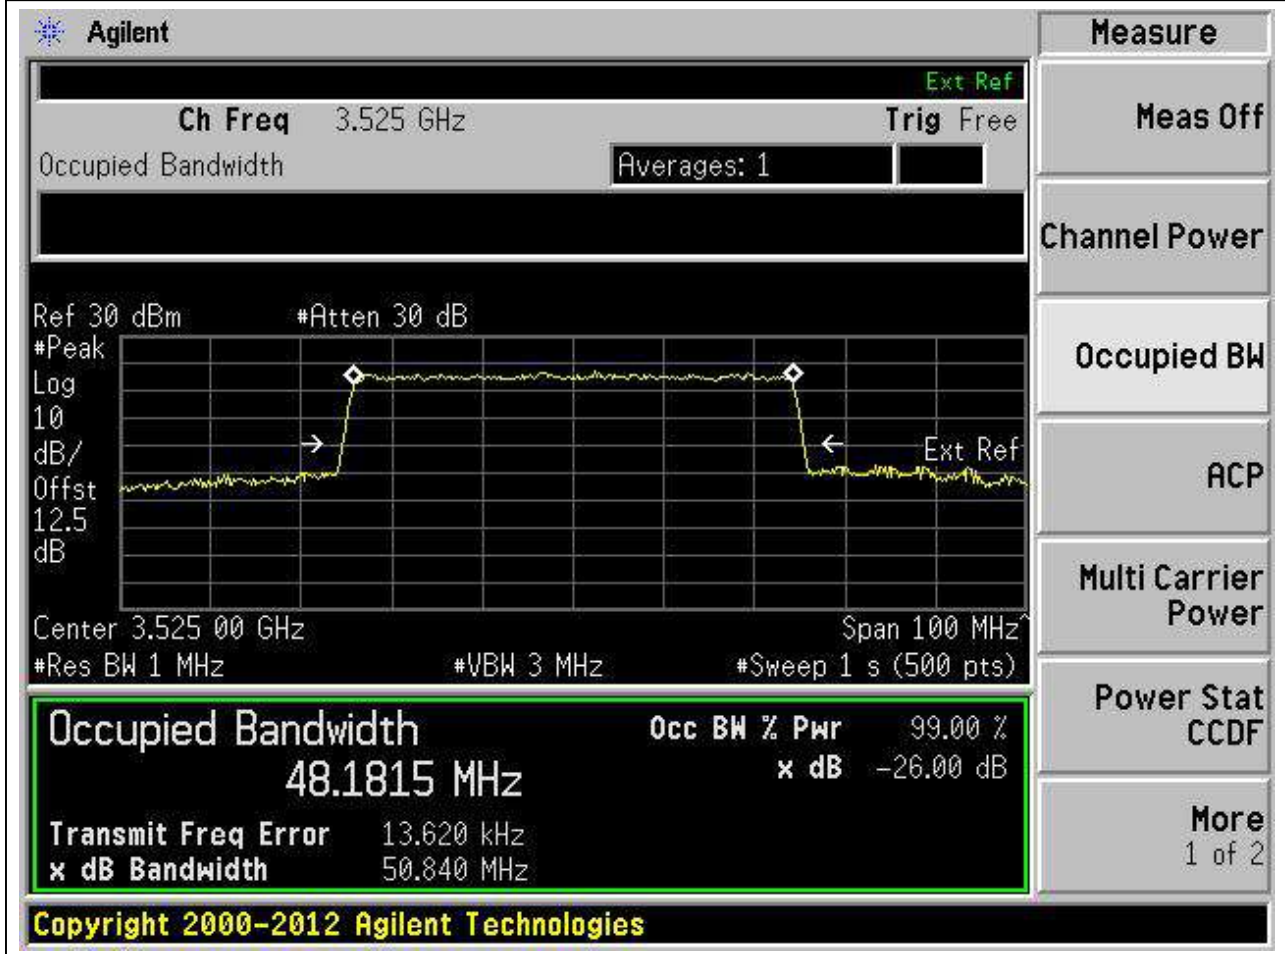 Agilent
Measure
Ext Ref
Ch Freq 3.525 GHz Trig Free
Meas Off
Occupied Bandwidth Averages: 1
Channel Power
Ref 30 dBm #Atten 30 dB
#Peak
Log
10
dB/
Offst
12.5
dB
Ext Ref
Occupied BW
ACP
Center 3.525 00 GHz Span 100 MHz^
#Res BW 1 MHz #VBW 3 MHz #Sweep 1 s (500 pts)
Multi Carrier
Power
Occupied Bandwidth Occ BW % Pwr 99.00 %
48.1815 MHz x dB -26.00 dB
Transmit Freq Error 13.620 kHz
x dB Bandwidth 50.840 MHz
Power Stat
CCDF
More
1 of 2
Copyright 2000-2012 Agilent Technologies